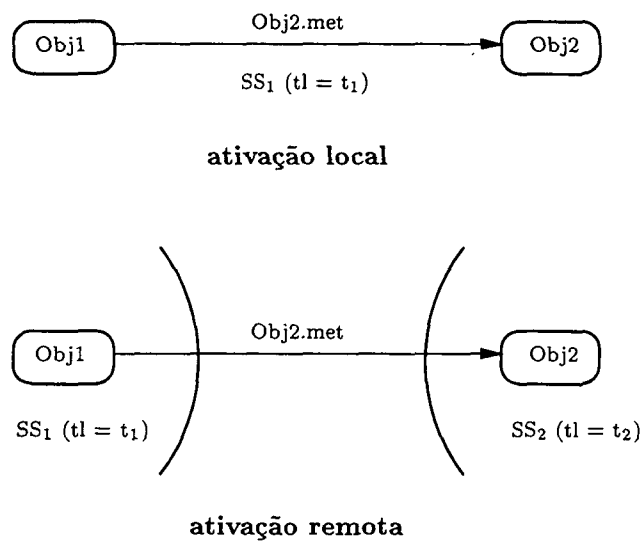 Obj2.met
Obj1 Obj2
SS₁ (tl = t₁)
ativação local
Obj2.met
Obj1 Obj2
SS₁ (tl = t₁) SS₂ (tl = t₂)
ativação remota